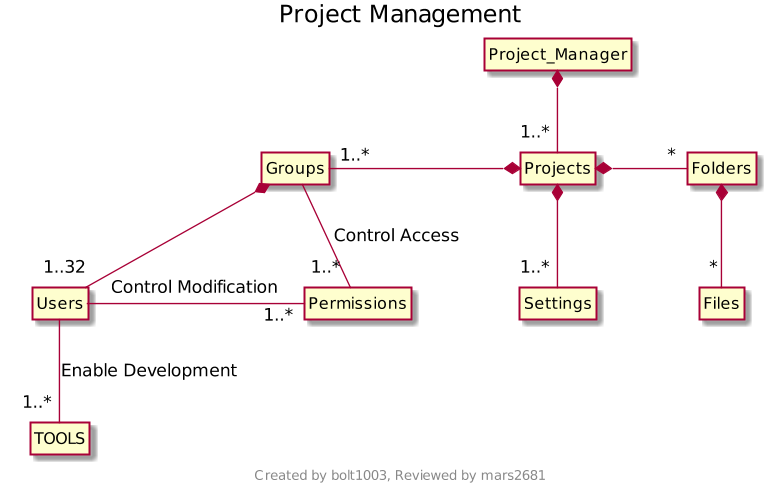 Project Management
Project_Manager
1..*
Groups
1..*
Projects
*
Folders
Control Access
1..32
1..*
1..*
*
Control Modification
Users
1..*
Permissions
Settings
Files
Enable Development
1..*
TOOLS
Created by bolt1003, Reviewed by mars2681